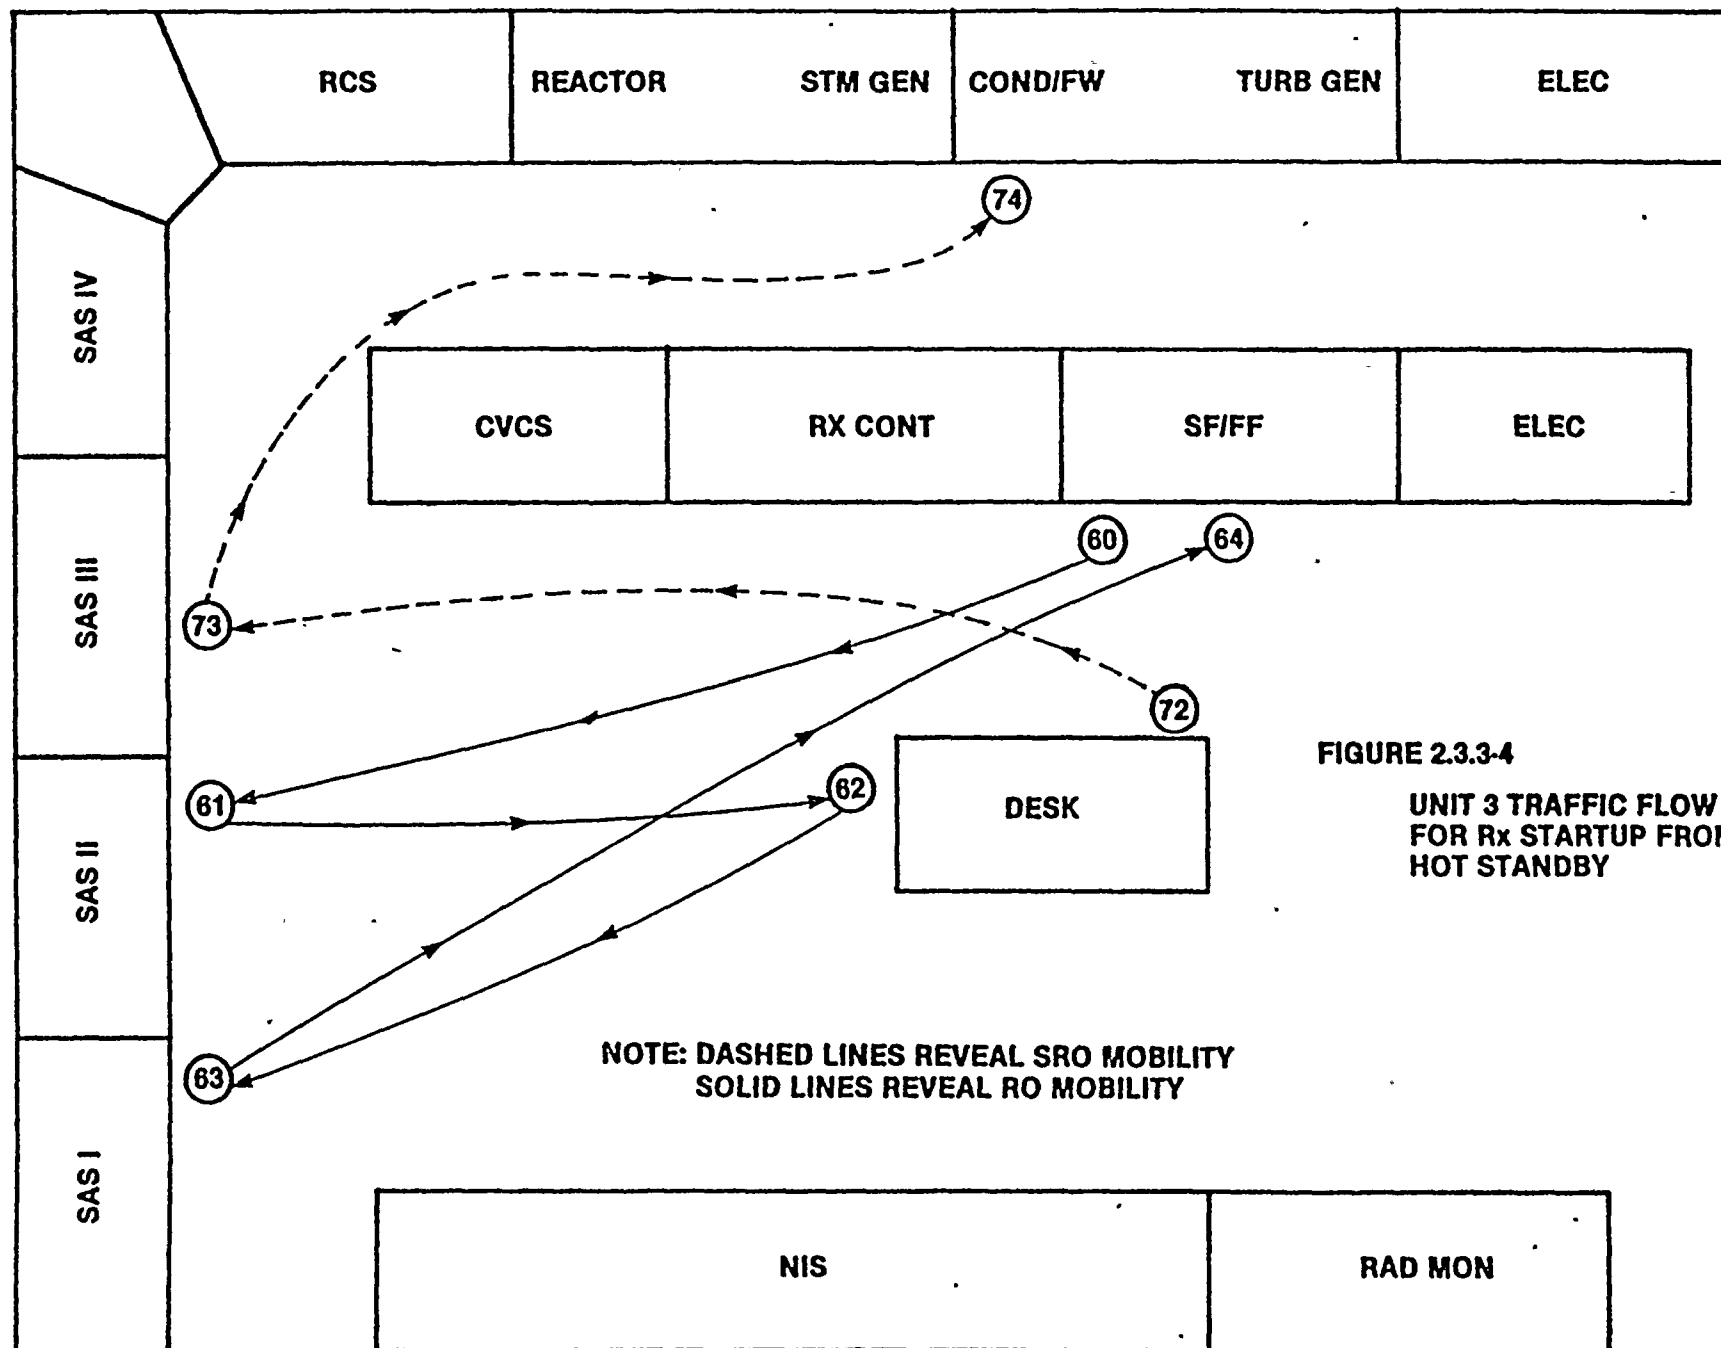 RCS
REACTOR
STM GEN
COND/FW
TURB GEN
ELEC
74
SAS IV
CVCS
RX CONT
SF/FF
ELEC
60
64
SAS III
73
72
FIGURE 2.3.3-4
UNIT 3 TRAFFIC FLOW
FOR Rx STARTUP FROM
HOT STANDBY
61
62
DESK
SAS II
63
NOTE: DASHED LINES REVEAL SRO MOBILITY
SOLID LINES REVEAL RO MOBILITY
SAS I
NIS
RAD MON